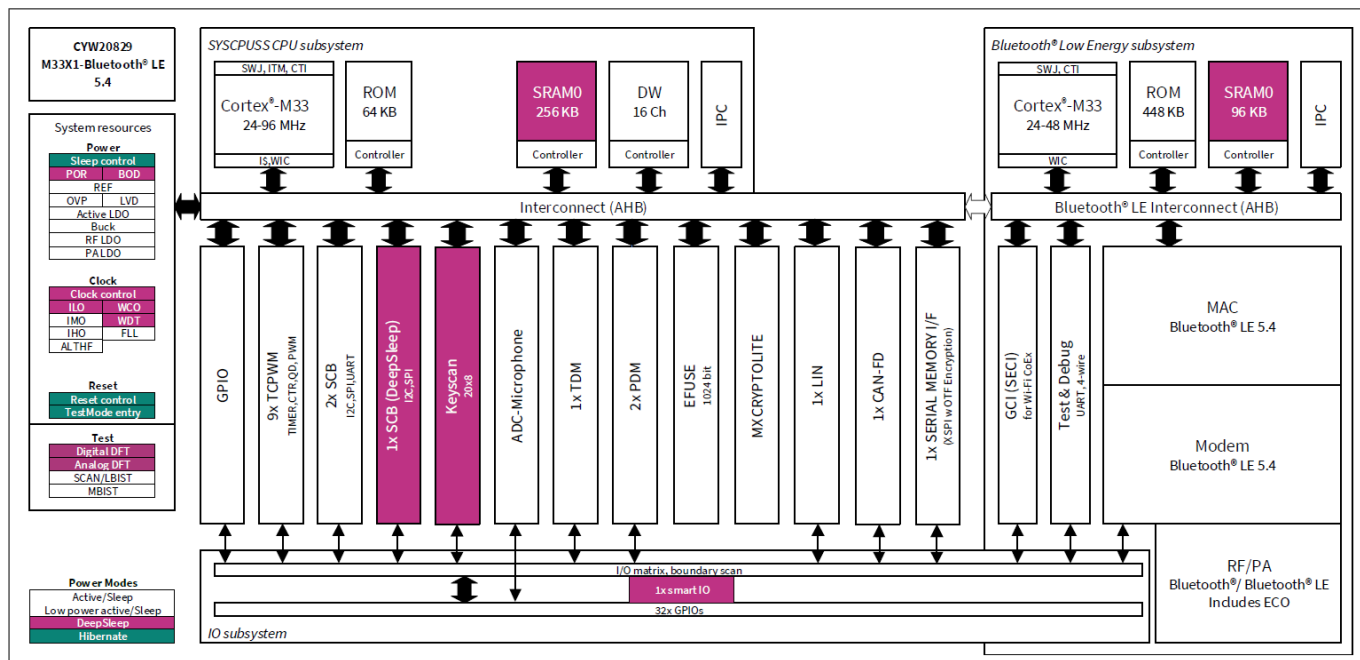 CYW20829
M33X1-Bluetooth® LE
5.4
System resources
Power
Sleep control
POR BOD
REF
OVP LVD
Active LDO
Buck
RF LDO
PA LDO
Clock
Clock control
ILO WCO
IMO WDT
IHO FLL
ALTHF
Reset
Reset control
TestMode entry
Test
Digital DFT
Analog DFT
SCAN/LBIST
MBIST
Power Modes
Active/Sleep
Low power active/Sleep
DeepSleep
Hibernate
SYSCPUSS CPU subsystem
SWJ, ITM, CTI
Cortex®-M33
24-96 MHz
I$,WIC
ROM
64 KB
Controller
SRAM0
256 KB
Controller
DW
16 Ch
Controller
IPC
Interconnect (AHB)
GPIO
9x TCPWM
TIMER,CTR,QD,PWM
2x SCB
I2C,SPI,UART
1x SCB (DeepSleep)
I2C,SPI
Keyscan
20x8
ADC-Microphone
1x TDM
2x PDM
EFUSE
1024 bit
MXCRYPTOLITE
1x LIN
1x CAN-FD
1x SERIAL MEMORY I/F
(XSPI w OTF Encryption)
Bluetooth® Low Energy subsystem
SWJ, CTI
Cortex®-M33
24-48 MHz
WIC
ROM
448 KB
Controller
SRAM0
96 KB
Controller
IPC
Bluetooth® LE Interconnect (AHB)
GCI (SECI)
for Wi-Fi CoEx
Test & Debug
UART, 4-wire
MAC
Bluetooth® LE 5.4
Modem
Bluetooth® LE 5.4
RF/PA
Bluetooth®/ Bluetooth® LE
Includes ECO
I/O matrix, boundary scan
1x smart IO
32x GPIOs
IO subsystem